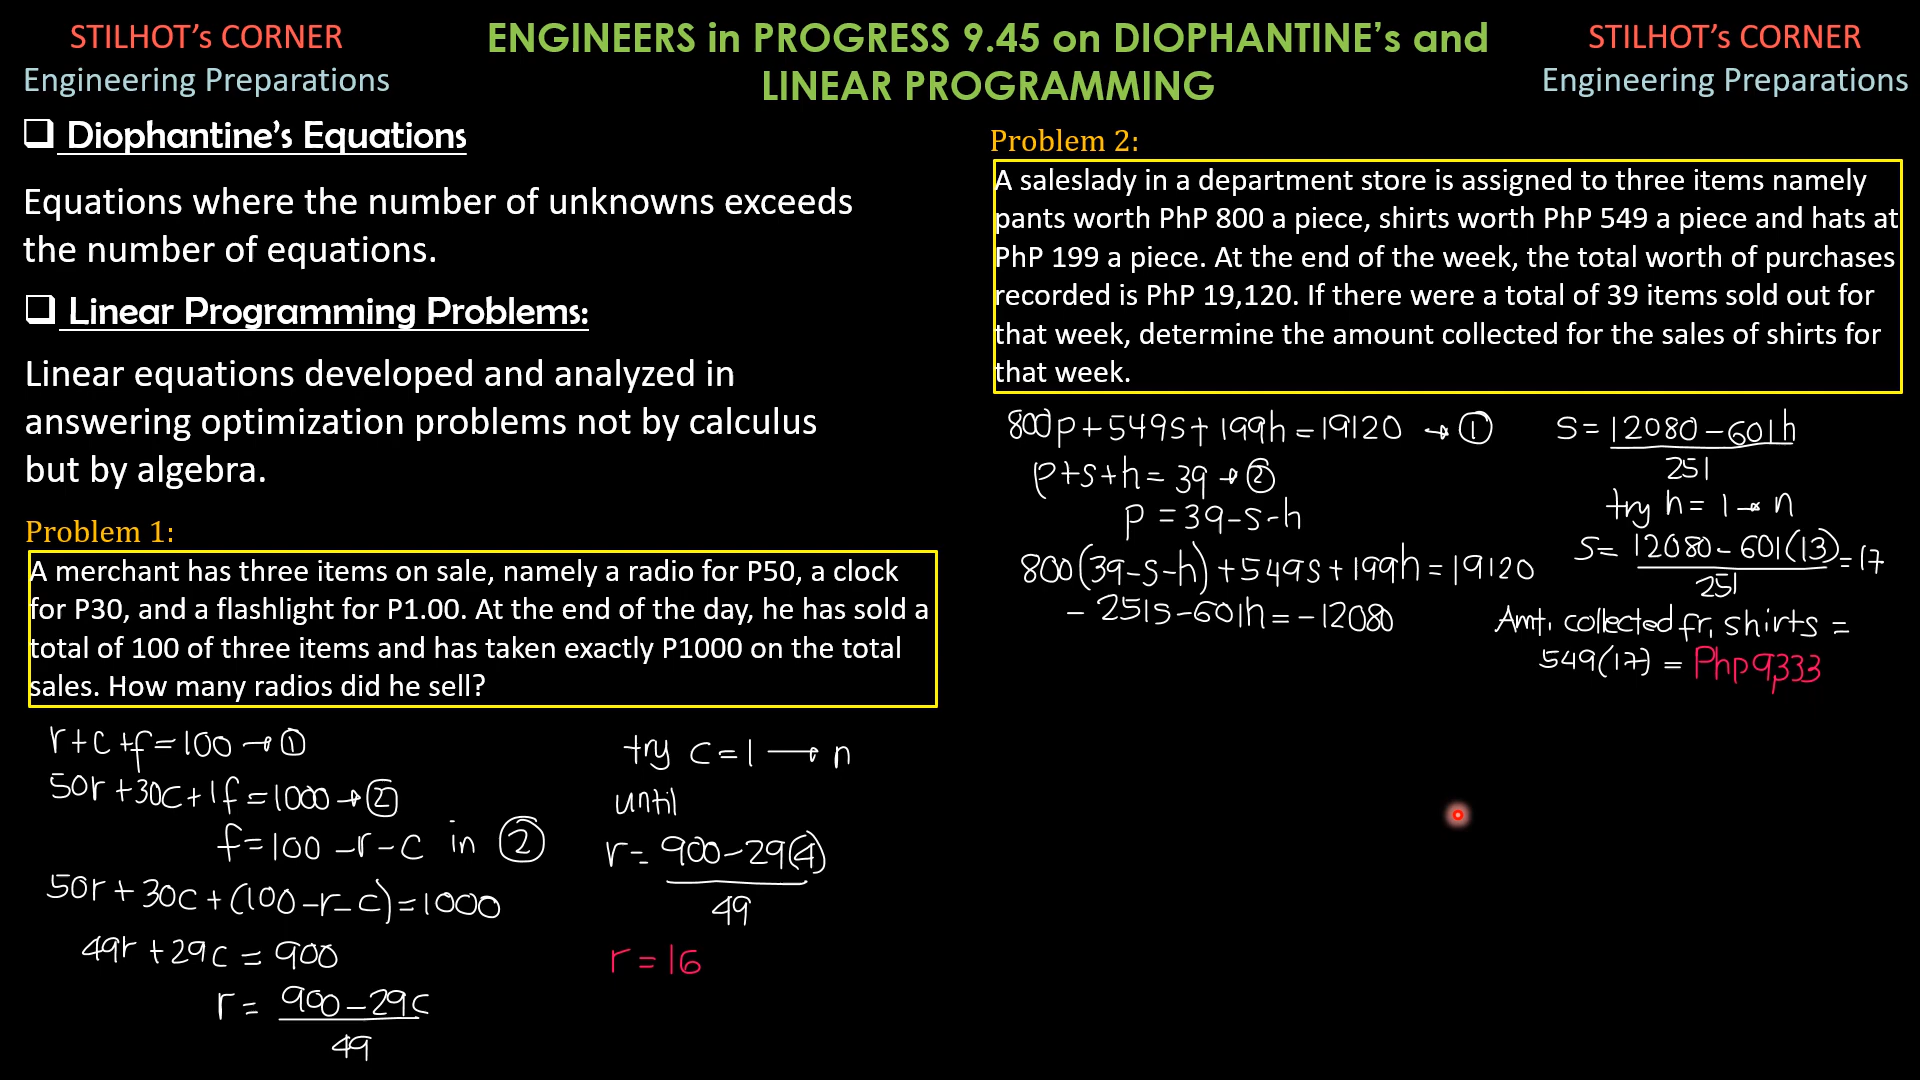 STILHOT's CORNER
Engineering Preparations
ENGINEERS in PROGRESS 9.45 on DIOPHANTINE's and
LINEAR PROGRAMMING
STILHOT's CORNER
Engineering Preparations
Diophantine's Equations
Equations where the number of unknowns exceeds
the number of equations.
Linear Programming Problems:
Linear equations developed and analyzed in
answering optimization problems not by calculus
but by algebra.
Problem 1:
A merchant has three items on sale, namely a radio for P50, a clock
for P30, and a flashlight for P1.00. At the end of the day, he has sold a
total of 100 of three items and has taken exactly P1000 on the total
sales. How many radios did he sell?
r+c+f=100→①
50r+30c+1f=1000→②
f=100-r-c in ②
50r+30c+(100-r-c)=1000
49r+29c=900
r= 900-29c
49
try c=1→n
until
r= 900-29(4)
49
r=16
Problem 2:
A saleslady in a department store is assigned to three items namely
pants worth PhP 800 a piece, shirts worth PhP 549 a piece and hats at
PhP 199 a piece. At the end of the week, the total worth of purchases
recorded is PhP 19,120. If there were a total of 39 items sold out for
that week, determine the amount collected for the sales of shirts for
that week.
800p+549s+199h=19120→①
p+s+h=39→②
p=39-s-h
800(39-s-h)+549s+199h=19120
-251s-601h=-12080
s= 12080-601h
251
try h=1→n
s= 12080-601(13) =17
251
Amt. collected fr. shirts =
549(17) = Php9,333